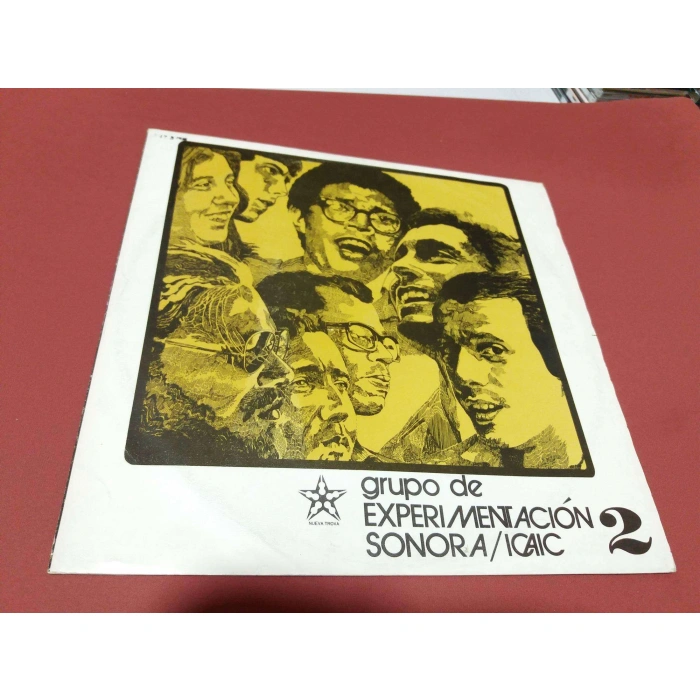 grupo de
EXPERIMENTACIÓN
SONORA/ICAIC
2
NUEVA TROVA